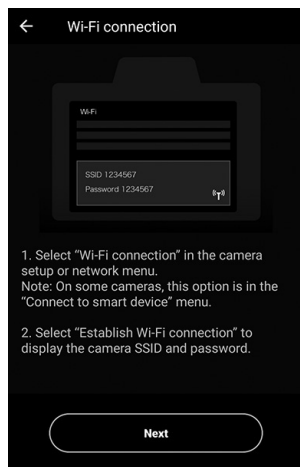 Wi-Fi connection
Wi-Fi
SSID 1234567
Password 1234567
1. Select “Wi-Fi connection” in the camera
setup or network menu.
Note: On some cameras, this option is in the
“Connect to smart device” menu.
2. Select “Establish Wi-Fi connection” to
display the camera SSID and password.
Next